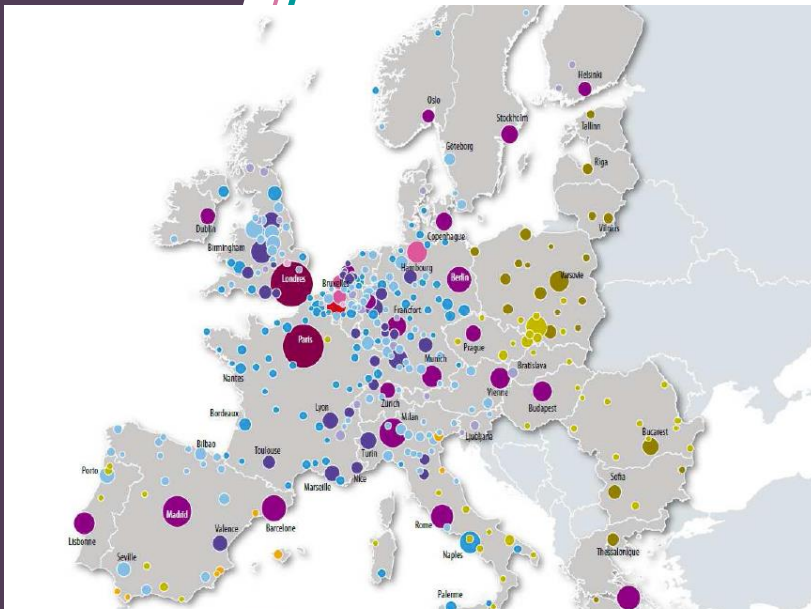 Helsinki
Oslo
Stockholm
Tallinn
Göteborg
Riga
Dublin
Copenhague
Vilnius
Birmingham
Londres
Bruxelles
Hambourg
Berlin
Varsovie
Francfort
Paris
Prague
Munich
Bratislava
Nantes
Vienne
Zürich
Budapest
Bordeaux
Lyon
Milan
Ljubljana
Bucarest
Bilbao
Toulouse
Turin
Porto
Nice
Marseille
Sofia
Madrid
Barcelone
Rome
Lisbonne
Valence
Naples
Thessalonique
Seville
Palerme